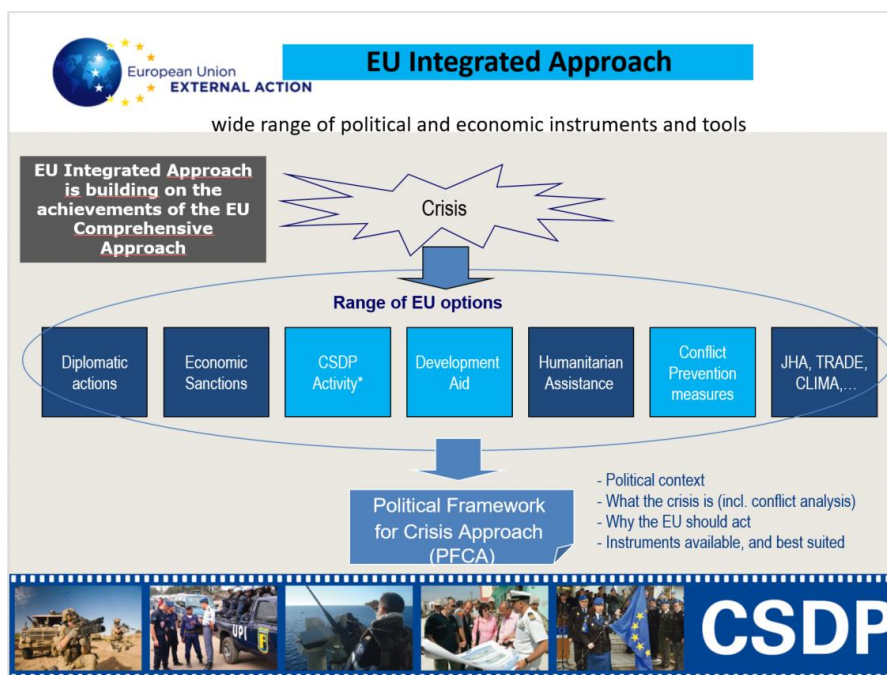 European Union
EXTERNAL ACTION
EU Integrated Approach
wide range of political and economic instruments and tools
EU Integrated Approach
is building on the
achievements of the EU
Comprehensive
Approach
Crisis
Range of EU options
Diplomatic
actions
Economic
Sanctions
CSDP
Activity*
Development
Aid
Humanitarian
Assistance
Conflict
Prevention
measures
JHA, TRADE,
CLIMA,...
Political Framework
for Crisis Approach
(PFCA)
- Political context
- What the crisis is (incl. conflict analysis)
- Why the EU should act
- Instruments available, and best suited
UPI
CSDP